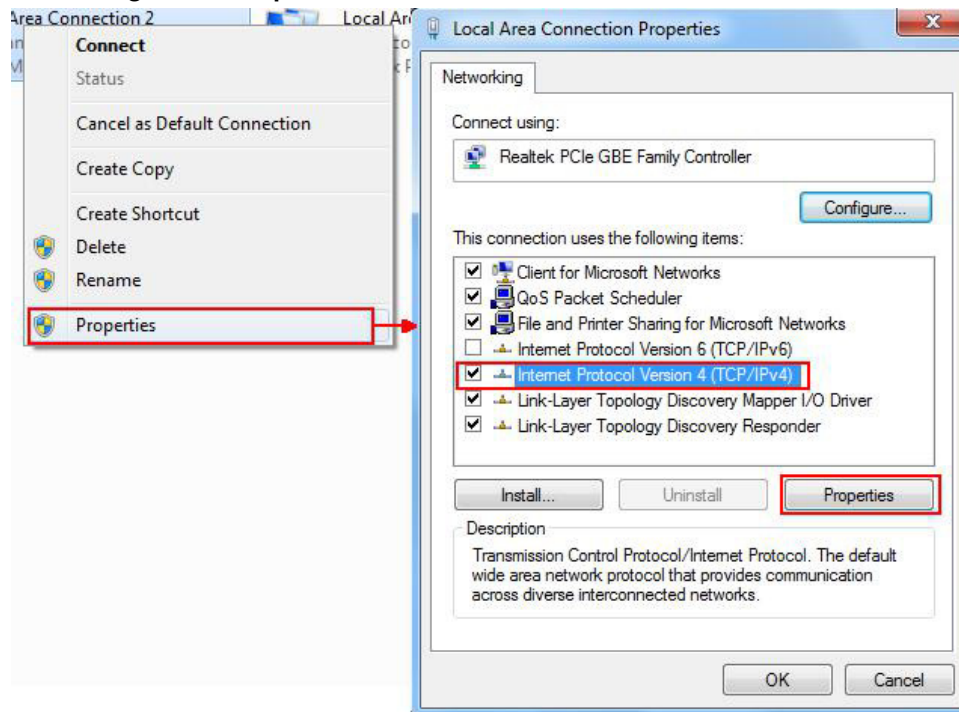 Area Connection 2
Local Are
Connect
Status
Cancel as Default Connection
Create Copy
Create Shortcut
Delete
Rename
Properties
Local Area Connection Properties
Networking
Connect using:
Realtek PCIe GBE Family Controller
Configure...
This connection uses the following items:
Client for Microsoft Networks
QoS Packet Scheduler
File and Printer Sharing for Microsoft Networks
Internet Protocol Version 6 (TCP/IPv6)
Internet Protocol Version 4 (TCP/IPv4)
Link-Layer Topology Discovery Mapper I/O Driver
Link-Layer Topology Discovery Responder
Install...
Uninstall
Properties
Description
Transmission Control Protocol/Internet Protocol. The default
wide area network protocol that provides communication
across diverse interconnected networks.
OK
Cancel